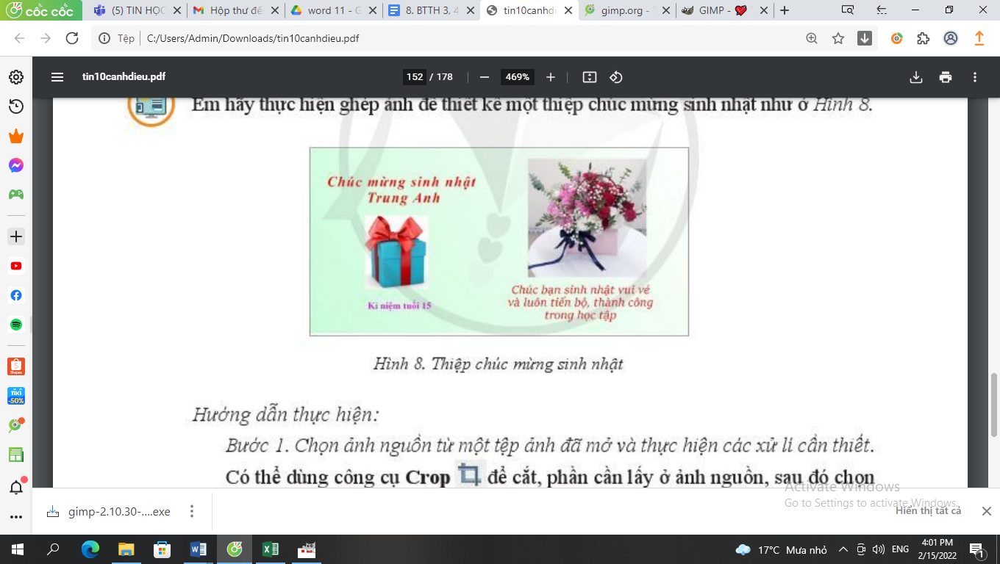 cốc cốc
(5) TIN HỌC
Hộp thư đế
word 11 - G
8. BTTH 3, 4
tin10canhdi
gimp.org -
GIMP -
Tệp
C:/Users/Admin/Downloads/tin10canhdieu.pdf
tin10canhdieu.pdf
152 / 178
469%
Em hãy thực hiện ghép ảnh để thiết kế một thiệp chúc mừng sinh nhật như ở Hình 8.
Chúc mừng sinh nhật
Trung Anh
Kỉ niệm tuổi 15
Chúc bạn sinh nhật vui vẻ
và luôn tiến bộ, thành công
trong học tập
Hình 8. Thiệp chúc mừng sinh nhật
Hướng dẫn thực hiện:
Bước 1. Chọn ảnh nguồn từ một tệp ảnh đã mở và thực hiện các xử lí cần thiết.
Có thể dùng công cụ Crop để cắt, phần cần lấy ở ảnh nguồn, sau đó chọn
Shopee
TIKI
-50%
Activate Windows
Go to Settings to activate Windows.
gimp-2.10.30-....exe
Hiển thị tất cả
17°C Mưa nhỏ
ENG
4:01 PM
2/15/2022
1